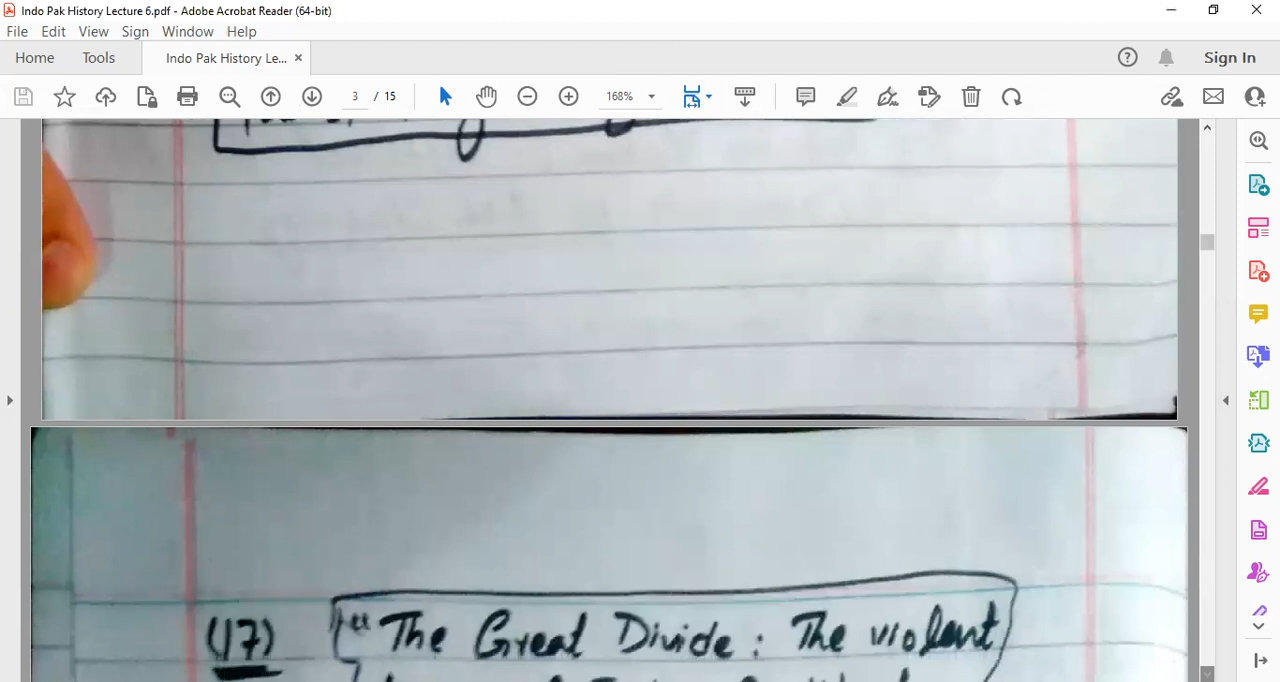 Indo Pak History Lecture 6.pdf - Adobe Acrobat Reader (64-bit)
File Edit View Sign Window Help
Home Tools Indo Pak History Le... × Sign In
3 / 15 168%
(17) "The Great Divide: The violent